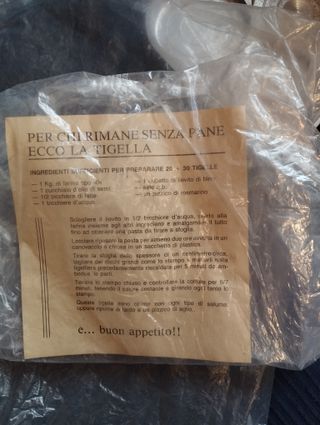 PER CHI RIMANE SENZA PANE
ECCO LA TIGELLA
INGREDIENTI SUFFICIENTI PER PREPARARE 20 ÷ 30 TIGELLE
— 1 Kg. di farina tipo
— 1 cucchiaio d'olio di semi
— 1/2 bicchiere di latte
— 1 bicchiere d'acqua
— 1 cubetto di lievito di birra
— sale q.b.
— un pizzico di rosmarino
Sciogliere il lievito in 1/2 bicchiere d'acqua, unirlo alla
farina insieme agli altri ingredienti e amalgamare il tutto
fino ad ottenere una pasta da tirare a sfoglia.
Lasciare riposare la pasta per almeno due ore avvolta in un
canovaccio e chiusa in un sacchetto di plastica.
Tirare la sfoglia dello spessore di un centimetro circa,
tagliare dei dischi grandi come lo stampo e metterli nella
tigelliera precedentemente riscaldata per 5 minuti da am-
bedue le parti.
Tenere lo stampo chiuso e controllare la cottura per 6/7
minuti, tenendo il calore costante e girando ogni tanto lo
stampo.
Queste tigelle sono ottime con ogni tipo di salume,
oppure ripiene di lardo e un pizzico di aglio.
e... buon appetito!!